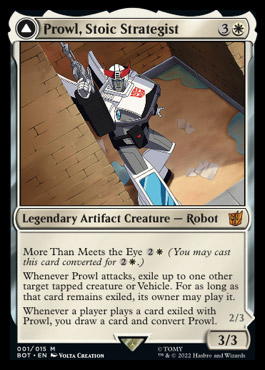 Prowl, Stoic Strategist 3
Legendary Artifact Creature — Robot
More Than Meets the Eye 2 (You may cast
this card converted for 2 .)
Whenever Prowl attacks, exile up to one other
target tapped creature or Vehicle. For as long as
that card remains exiled, its owner may play it.
Whenever a player plays a card exiled with
Prowl, you draw a card and convert Prowl.
2/3
3/3
001/015 M
BOT • EN Volta Creation
© TOMY
™ & © 2022 Hasbro and Wizards